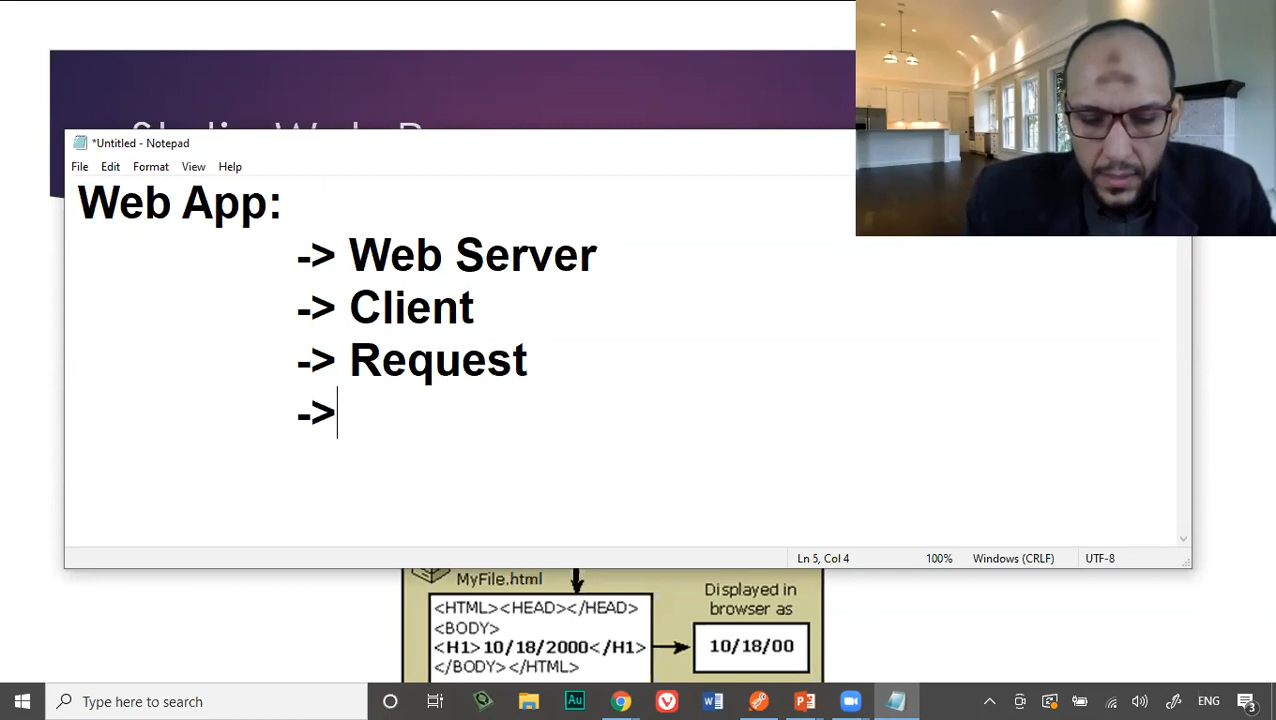 *Untitled - Notepad
File Edit Format View Help
Web App:
-> Web Server
-> Client
-> Request
->
Ln 5, Col 4 100% Windows (CRLF) UTF-8
MyFile.html
<HTML><HEAD></HEAD>
<BODY>
<H1>10/18/2000</H1>
</BODY></HTML>
Displayed in
browser as
10/18/00
Type here to search
ENG
3